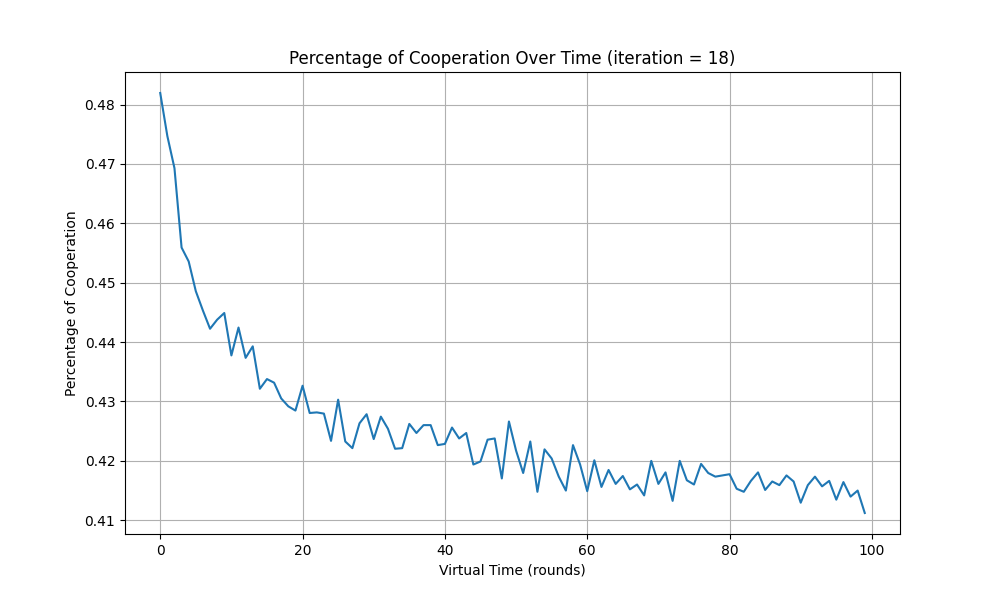 Percentage of Cooperation Over Time (iteration = 18)
Percentage of Cooperation
0.48
0.47
0.46
0.45
0.44
0.43
0.42
0.41
0 20 40 60 80 100
Virtual Time (rounds)